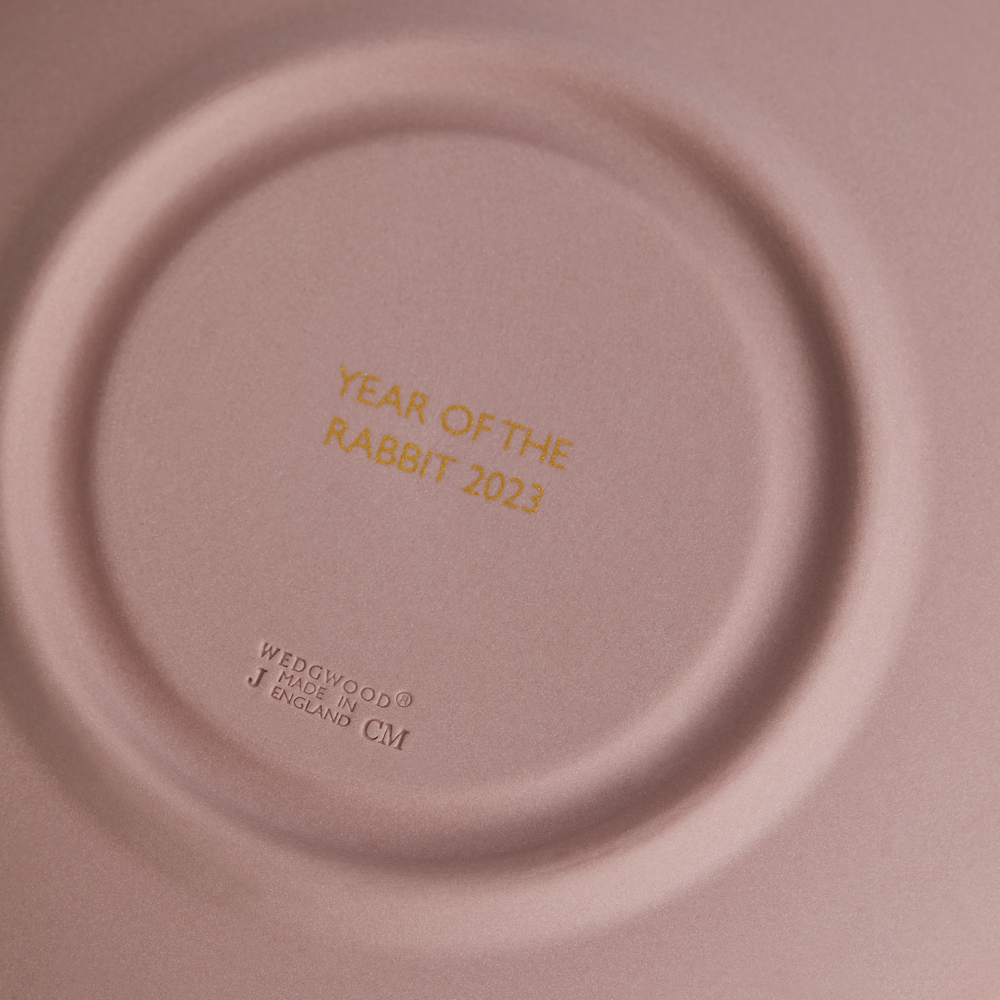 YEAR OF THE
RABBIT 2023
WEDGWOOD®
J MADE IN
ENGLAND CM